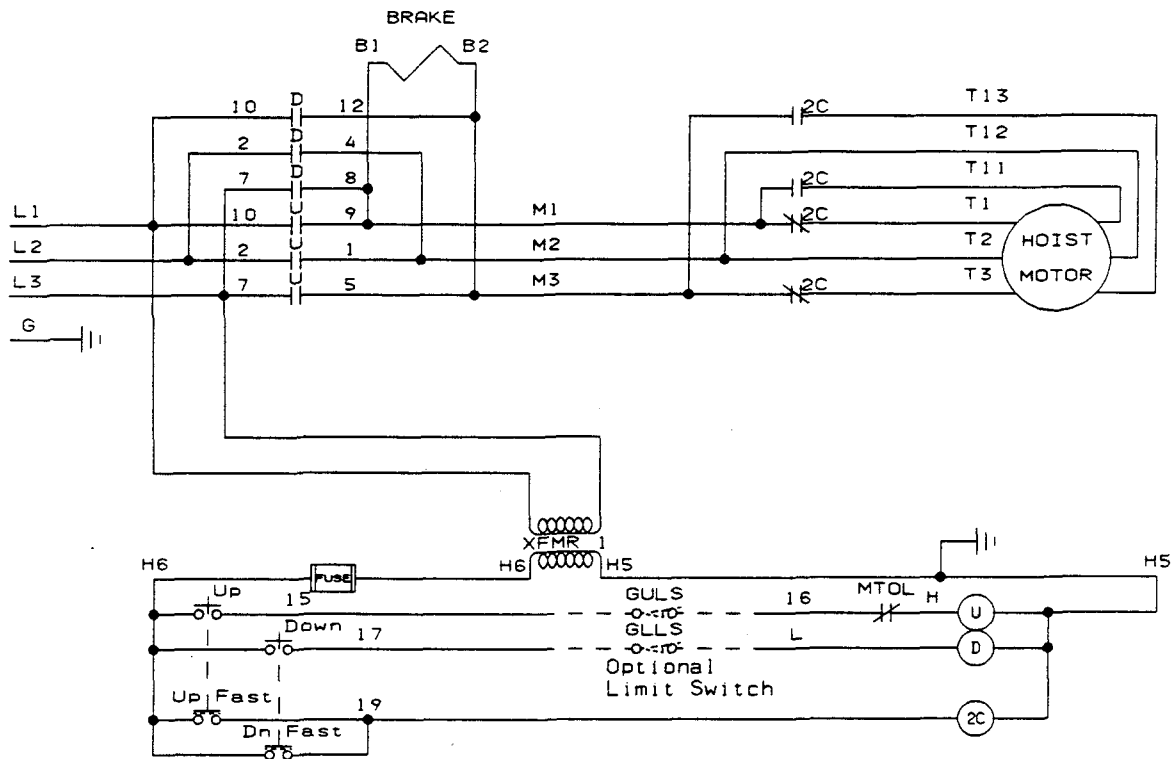 BRAKE
B1 B2
10 D 12 2C T13
D
2 4 T12
D
7 8 2C T11
L1 10 U 9 M1 2C T1
L2 2 U 1 M2 T2 HOIST
L3 7 U 5 M3 2C T3 MOTOR
G
XFMR 1
H6 FUSE H6 H5 H5
Up 15 GULS 16 MTOL H U
Down 17 GLLS L D
Optional
Limit Switch
Up Fast 19 2C
Dn Fast